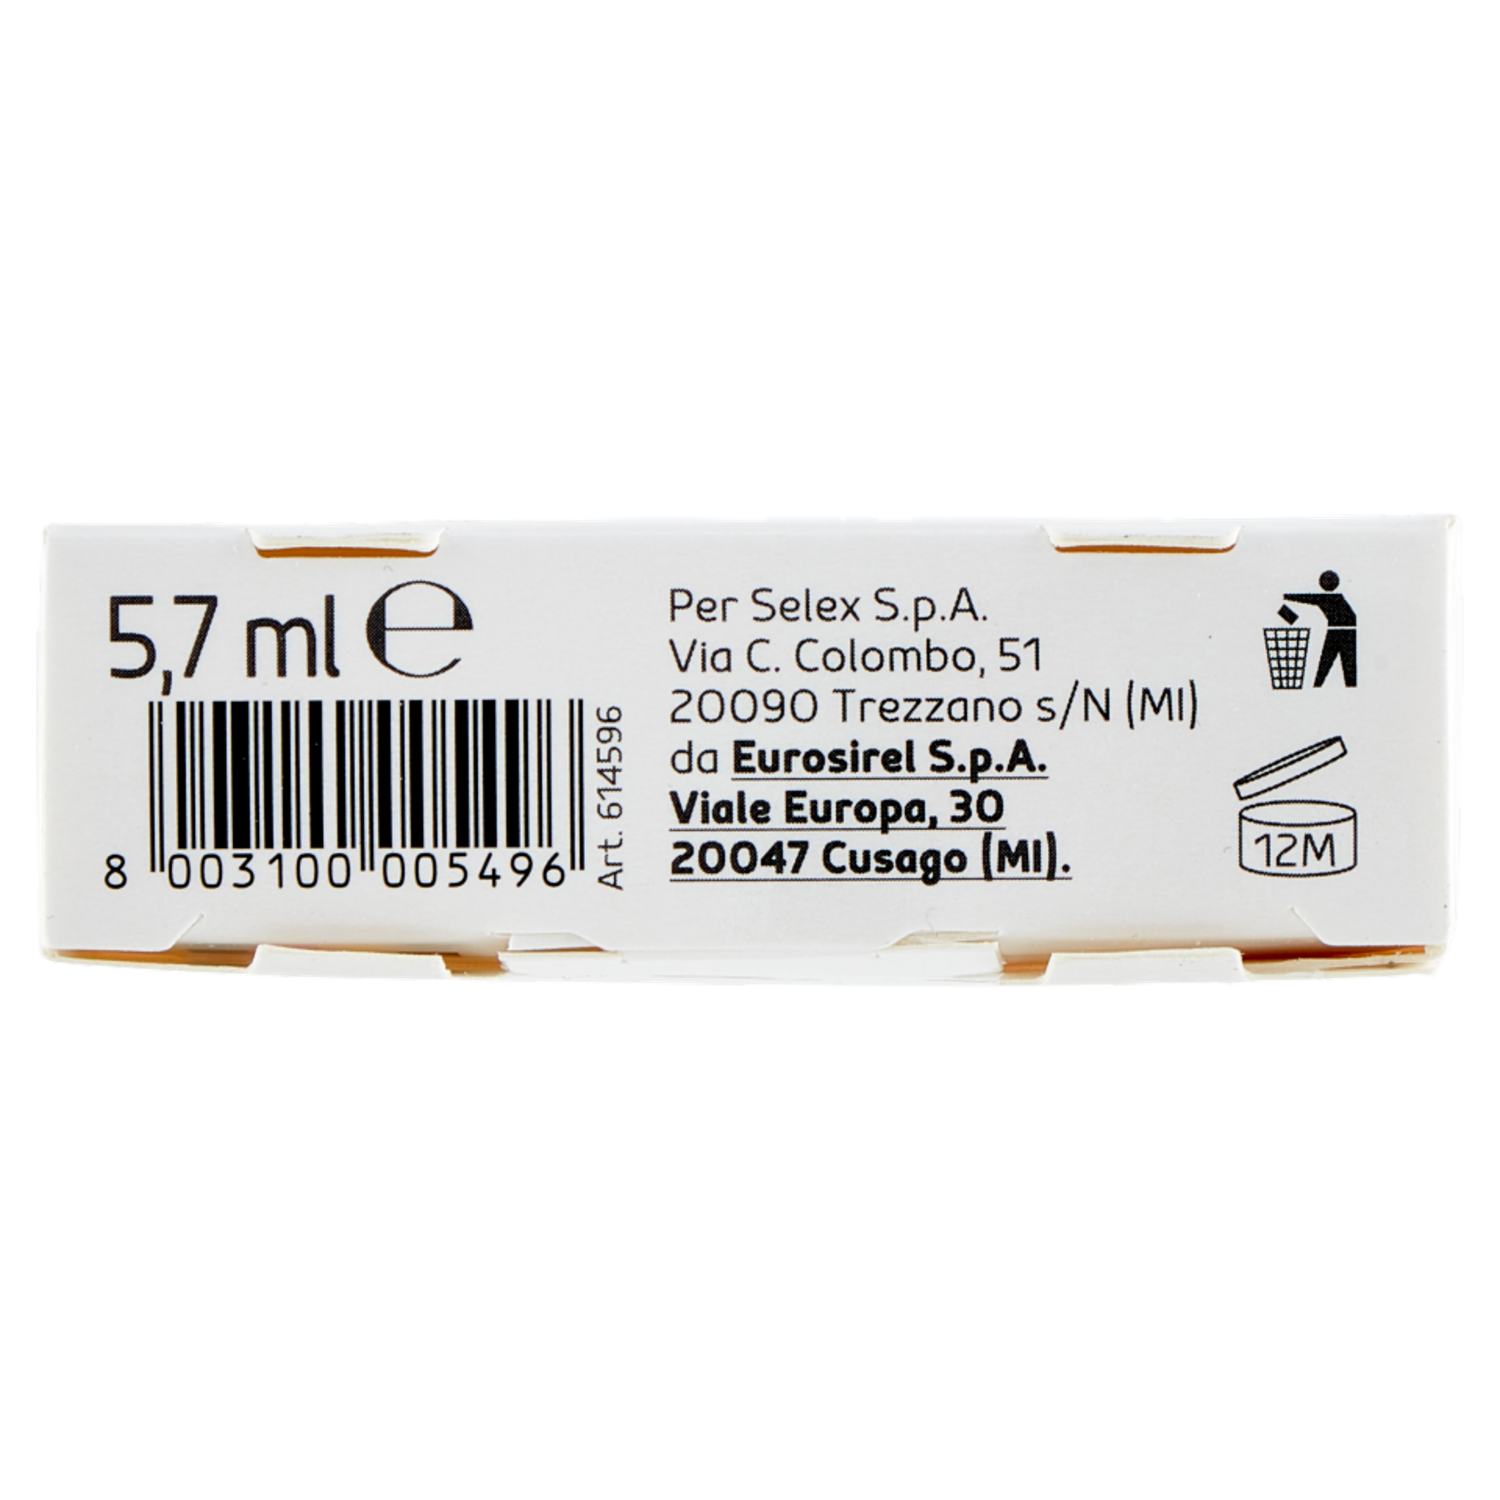 5,7 ml e
8 003100 005496
Art. 614596
Per Selex S.p.A.
Via C. Colombo, 51
20090 Trezzano s/N (MI)
da Eurosirel S.p.A.
Viale Europa, 30
20047 Cusago (MI).
12M